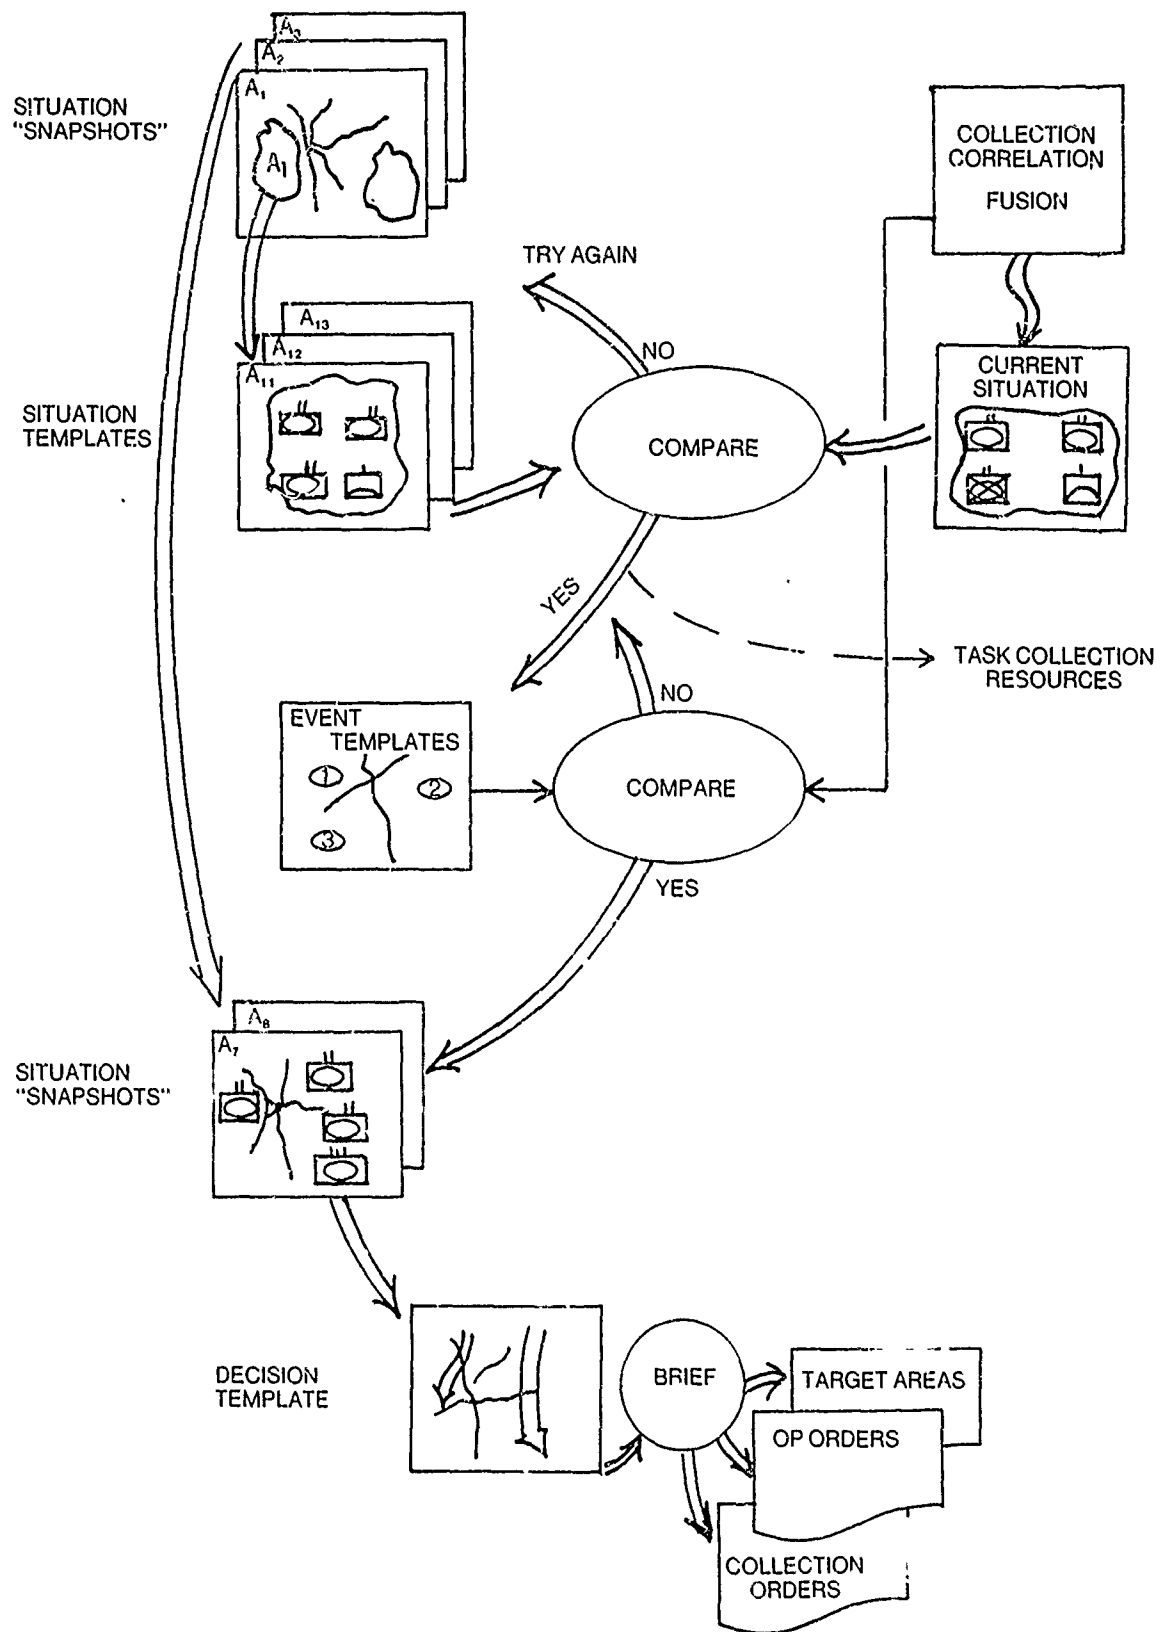 A₃
A₂
A₁
SITUATION
"SNAPSHOTS"
A1
COLLECTION
CORRELATION
FUSION
TRY AGAIN
NO
A₁₃
A₁₂
A₁₁
SITUATION
TEMPLATES
COMPARE
CURRENT
SITUATION
YES
TASK COLLECTION
RESOURCES
NO
EVENT
TEMPLATES
1
2
3
COMPARE
YES
A₈
A₇
SITUATION
"SNAPSHOTS"
DECISION
TEMPLATE
BRIEF
TARGET AREAS
OP ORDERS
COLLECTION
ORDERS